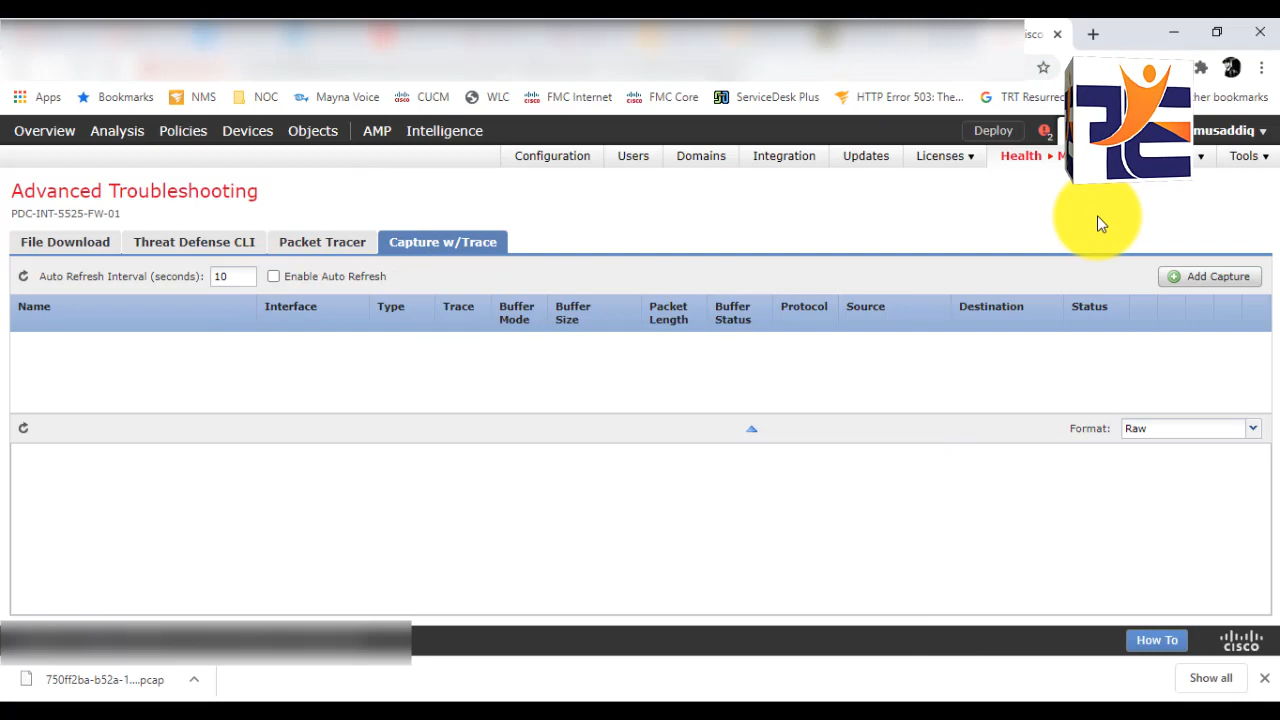 isco
Apps Bookmarks NMS NOC Mayna Voice CUCM WLC FMC Internet FMC Core ServiceDesk Plus HTTP Error 503: The... TRT Resurrec her bookmarks
Overview Analysis Policies Devices Objects AMP Intelligence Deploy 2 musaddiq
Configuration Users Domains Integration Updates Licenses Health M Tools
Advanced Troubleshooting
PDC-INT-5525-FW-01
File Download Threat Defense CLI Packet Tracer Capture w/Trace
Auto Refresh Interval (seconds): 10 Enable Auto Refresh Add Capture
Name Interface Type Trace Buffer Mode Buffer Size Packet Length Buffer Status Protocol Source Destination Status
Format: Raw
How To cisco
750ff2ba-b52a-1....pcap Show all